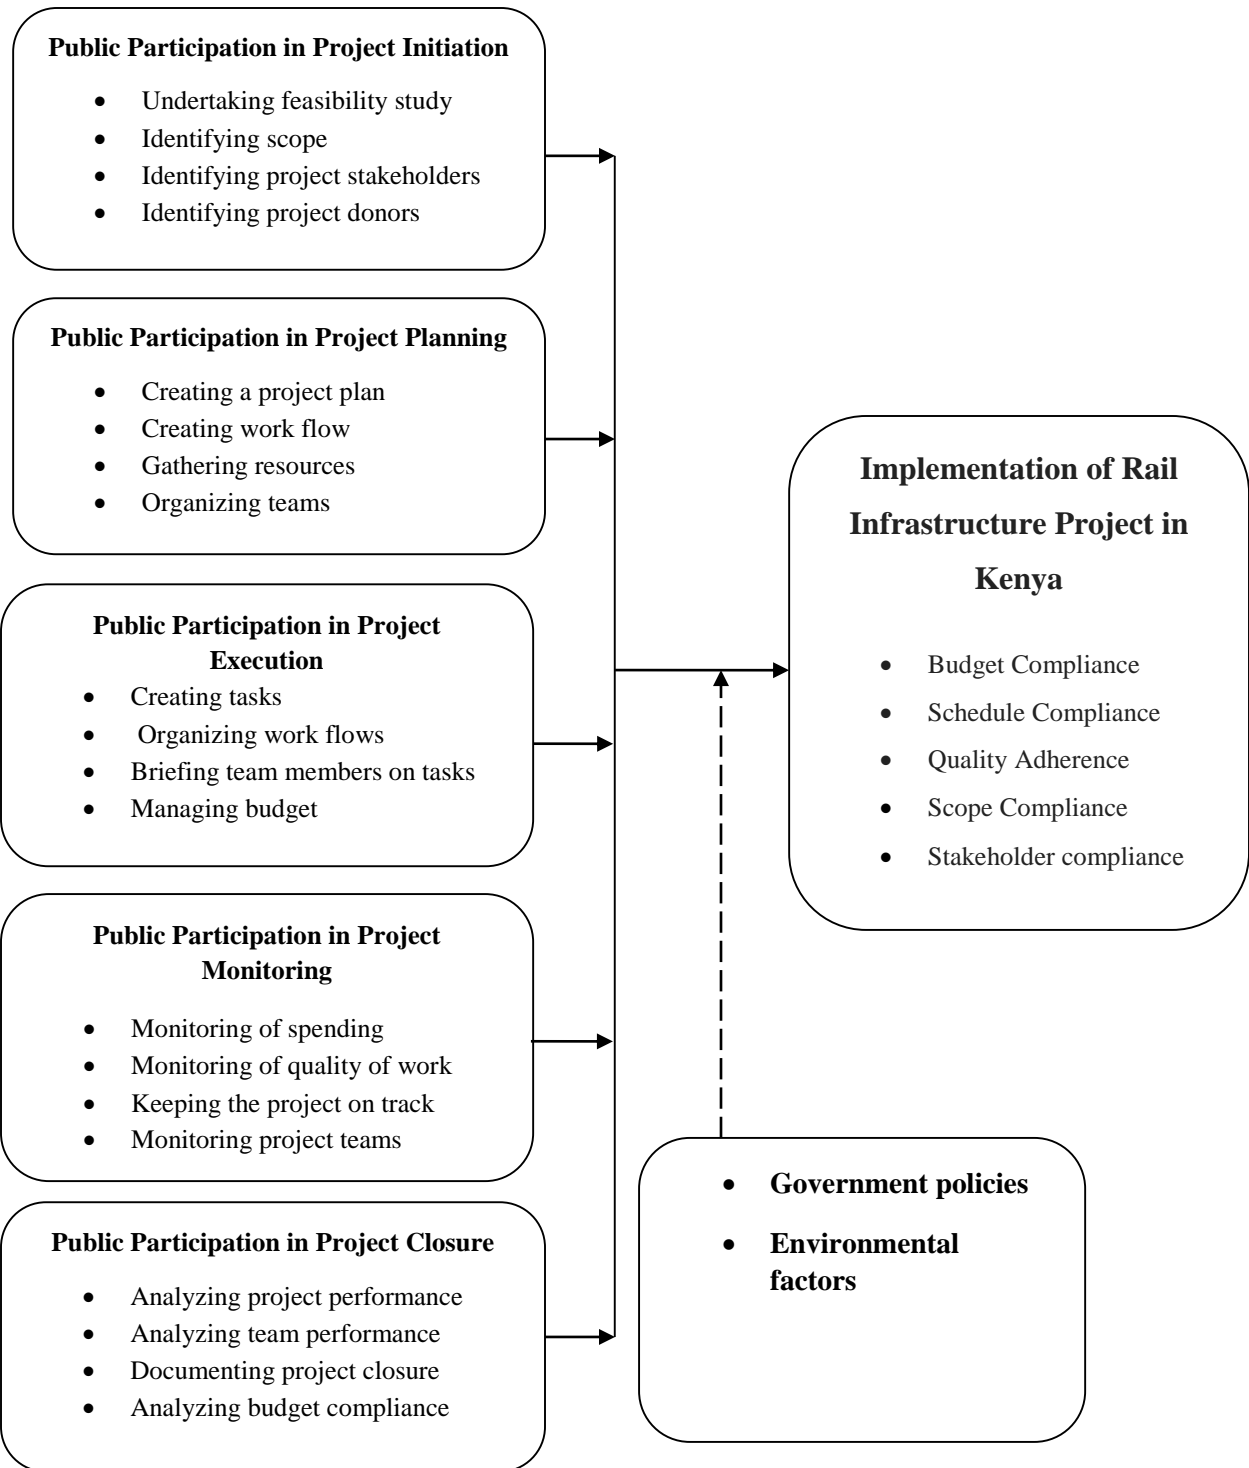 Public Participation in Project Initiation
• Undertaking feasibility study
• Identifying scope
• Identifying project stakeholders
• Identifying project donors
Public Participation in Project Planning
• Creating a project plan
• Creating work flow
• Gathering resources
• Organizing teams
Public Participation in Project
Execution
• Creating tasks
• Organizing work flows
• Briefing team members on tasks
• Managing budget
Public Participation in Project
Monitoring
• Monitoring of spending
• Monitoring of quality of work
• Keeping the project on track
• Monitoring project teams
Public Participation in Project Closure
• Analyzing project performance
• Analyzing team performance
• Documenting project closure
• Analyzing budget compliance
Implementation of Rail
Infrastructure Project in
Kenya
• Budget Compliance
• Schedule Compliance
• Quality Adherence
• Scope Compliance
• Stakeholder compliance
• Government policies
• Environmental
factors